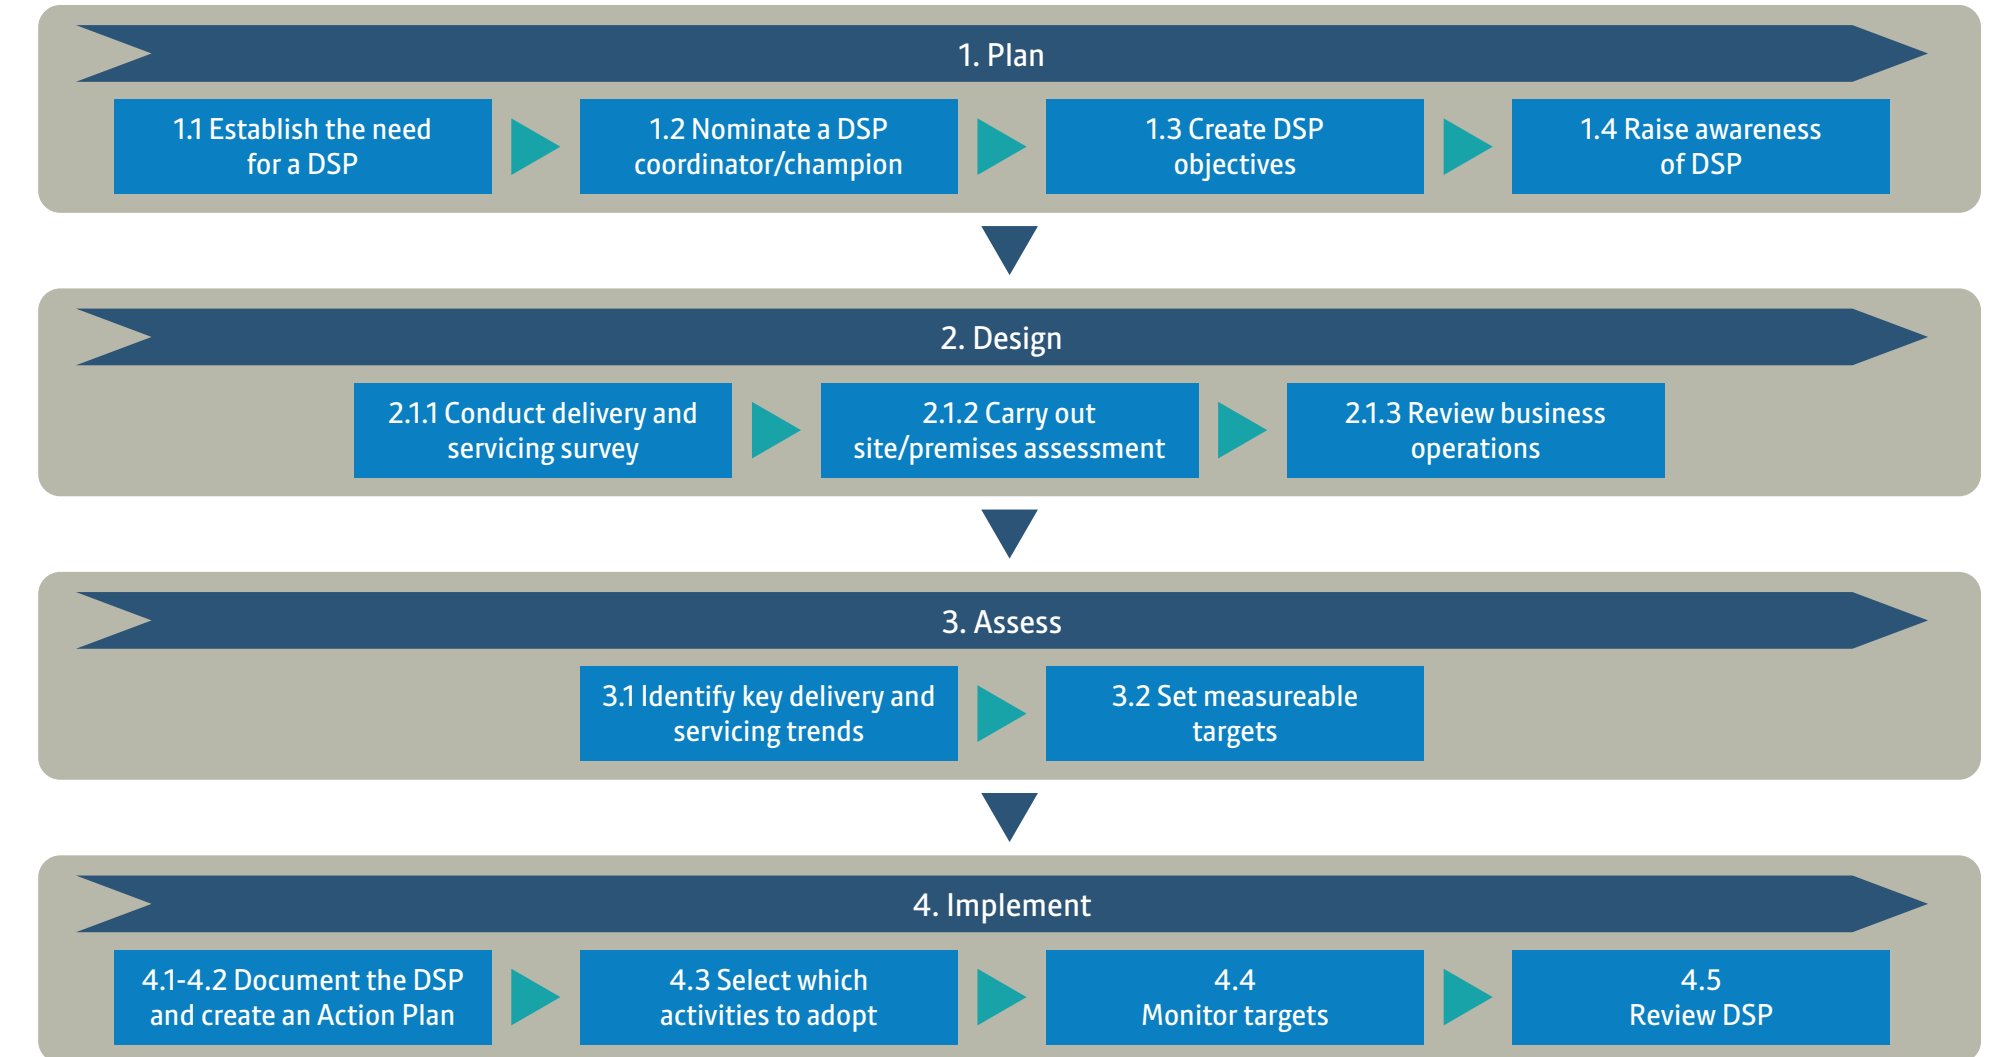 1. Plan
1.1 Establish the need
for a DSP
1.2 Nominate a DSP
coordinator/champion
1.3 Create DSP
objectives
1.4 Raise awareness
of DSP
2. Design
2.1.1 Conduct delivery and
servicing survey
2.1.2 Carry out
site/premises assessment
2.1.3 Review business
operations
3. Assess
3.1 Identify key delivery and
servicing trends
3.2 Set measureable
targets
4. Implement
4.1-4.2 Document the DSP
and create an Action Plan
4.3 Select which
activities to adopt
4.4
Monitor targets
4.5
Review DSP